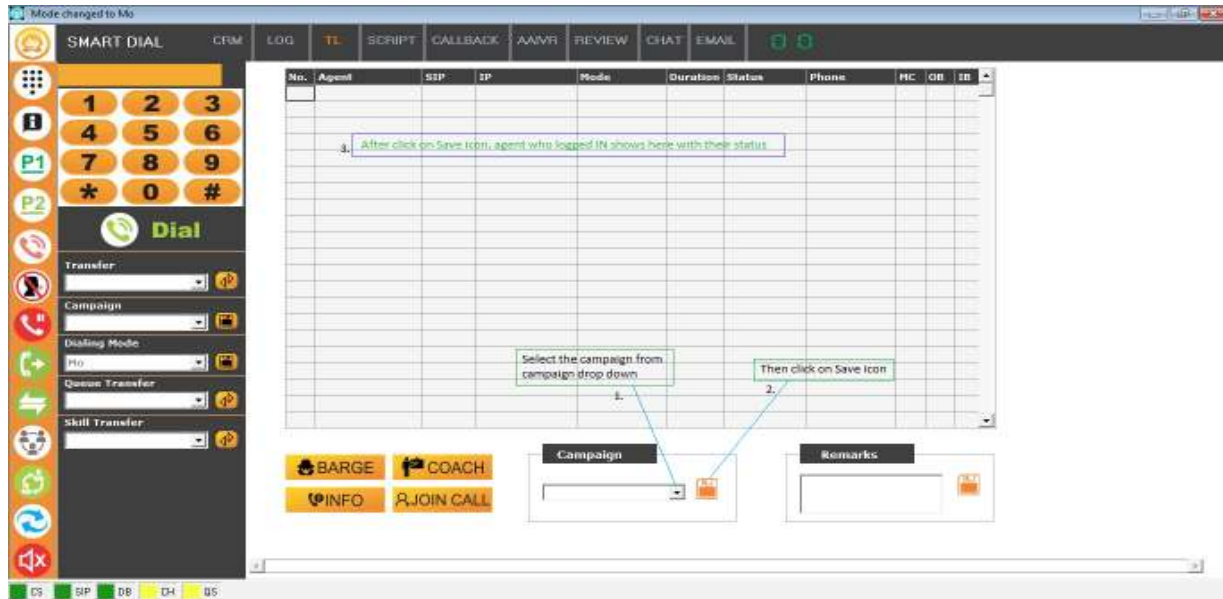 Mode changed to Mo
SMART DIAL
CRM LOG TL SCRIPT CALLBACK AAIVR REVIEW CHAT EMAIL
No. Agent SIP IP Mode Duration Status Phone MC OB IB
1 2 3
4 5 6
7 8 9
* 0 #
P1
P2
Dial
Transfer
Campaign
Dialing Mode
Mo
Queue Transfer
Skill Transfer
3. After click on Save Icon, agent who logged IN shows here with their status
Select the campaign from
campaign drop down
1.
Then click on Save Icon
2.
BARGE COACH
INFO JOIN CALL
Campaign
Remarks
CS SIP DB CH QS